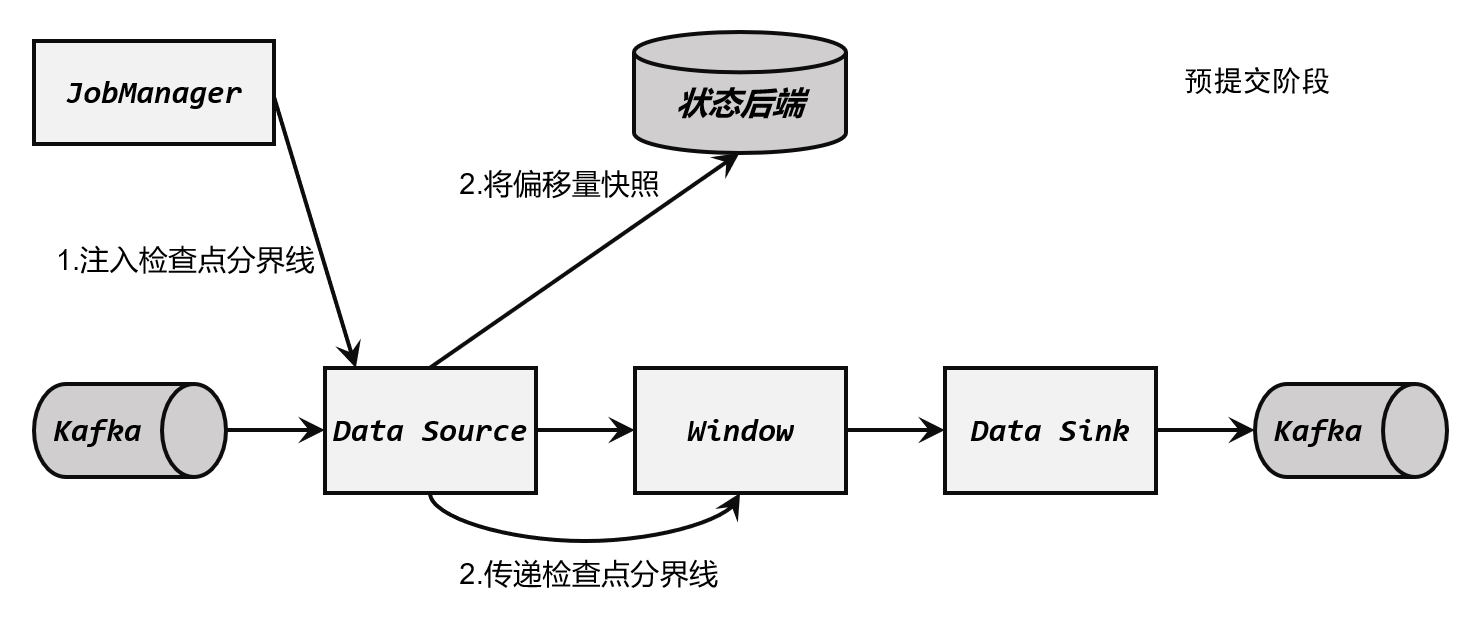 JobManager
状态后端
预提交阶段
2.将偏移量快照
1.注入检查点分界线
Kafka
Data Source
Window
Data Sink
Kafka
2.传递检查点分界线